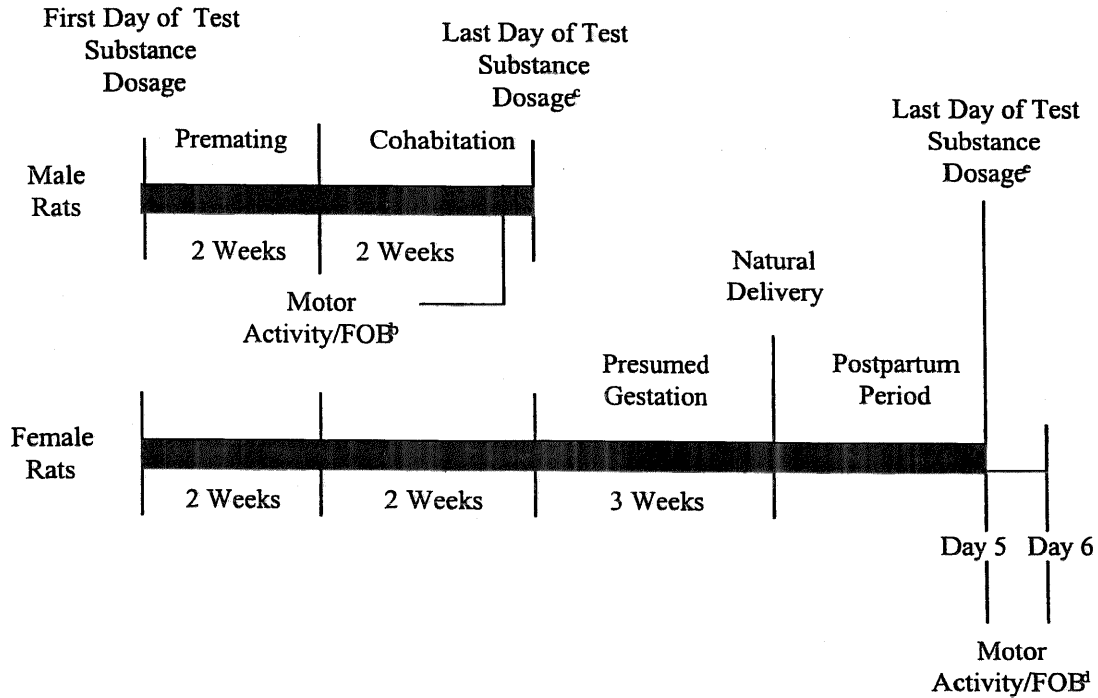 First Day of Test
Substance
Dosage
Last Day of Test
Substance
Dosageᶜ
Last Day of Test
Substance
Dosageᵉ
Premating
Cohabitation
Male
Rats
2 Weeks
2 Weeks
Motor
Activity/FOBᵇ
Natural
Delivery
Presumed
Gestation
Postpartum
Period
Female
Rats
2 Weeks
2 Weeks
3 Weeks
Day 5
Day 6
Motor
Activity/FOBᵈ